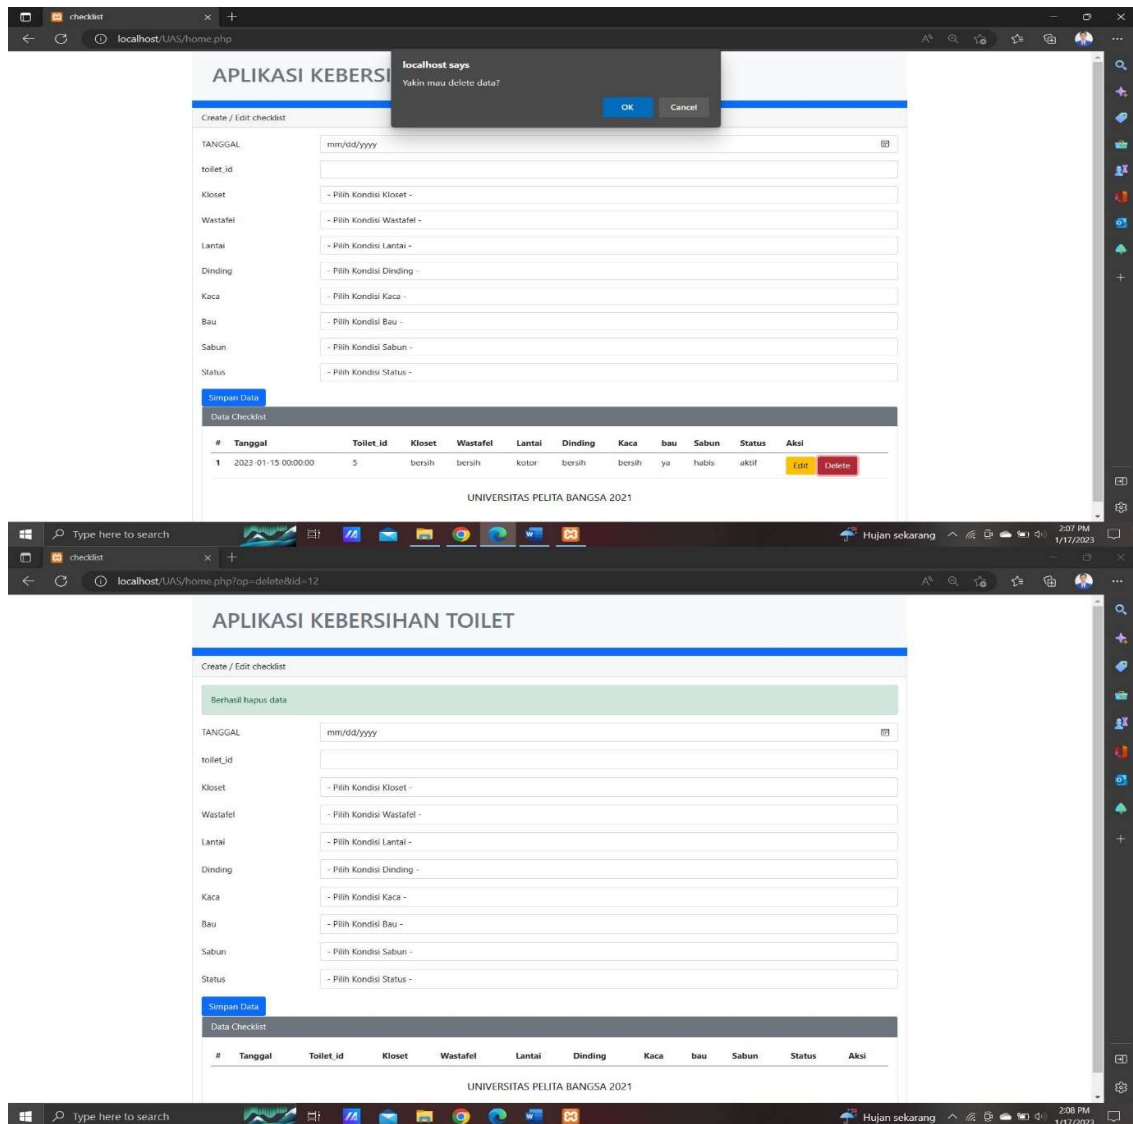 checklist
localhost/UAS/home.php
localhost says
Yakin mau delete data?
OK Cancel
APLIKASI KEBERSI
Create / Edit checklist
TANGGAL mm/dd/yyyy
toilet_id
Kloset - Pilih Kondisi Kloset -
Wastafel - Pilih Kondisi Wastafel -
Lantai - Pilih Kondisi Lantai -
Dinding - Pilih Kondisi Dinding -
Kaca - Pilih Kondisi Kaca -
Bau - Pilih Kondisi Bau -
Sabun - Pilih Kondisi Sabun -
Status - Pilih Kondisi Status -
Simpan Data
Data Checklist
# Tanggal Toilet_id Kloset Wastafel Lantai Dinding Kaca bau Sabun Status Aksi
1 2023-01-15 00:00:00 5 bersih bersih kotor bersih bersih ya habis aktif Edit Delete
UNIVERSITAS PELITA BANGSA 2021
Type here to search Hujan sekarang 2:07 PM
1/17/2023
checklist
localhost/UAS/home.php?op=delete&id=12
APLIKASI KEBERSIHAN TOILET
Create / Edit checklist
Berhasil hapus data
TANGGAL mm/dd/yyyy
toilet_id
Kloset - Pilih Kondisi Kloset -
Wastafel - Pilih Kondisi Wastafel -
Lantai - Pilih Kondisi Lantai -
Dinding - Pilih Kondisi Dinding -
Kaca - Pilih Kondisi Kaca -
Bau - Pilih Kondisi Bau -
Sabun - Pilih Kondisi Sabun -
Status - Pilih Kondisi Status -
Simpan Data
Data Checklist
# Tanggal Toilet_id Kloset Wastafel Lantai Dinding Kaca bau Sabun Status Aksi
UNIVERSITAS PELITA BANGSA 2021
Type here to search Hujan sekarang 2:08 PM
1/17/2023